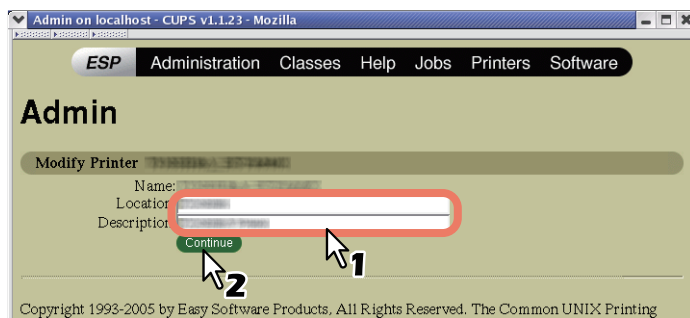 Admin on localhost - CUPS v1.1.23 - Mozilla
ESP Administration Classes Help Jobs Printers Software
Admin
Modify Printer
Name:
Location
Description
Continue
1
2
Copyright 1993-2005 by Easy Software Products, All Rights Reserved. The Common UNIX Printing